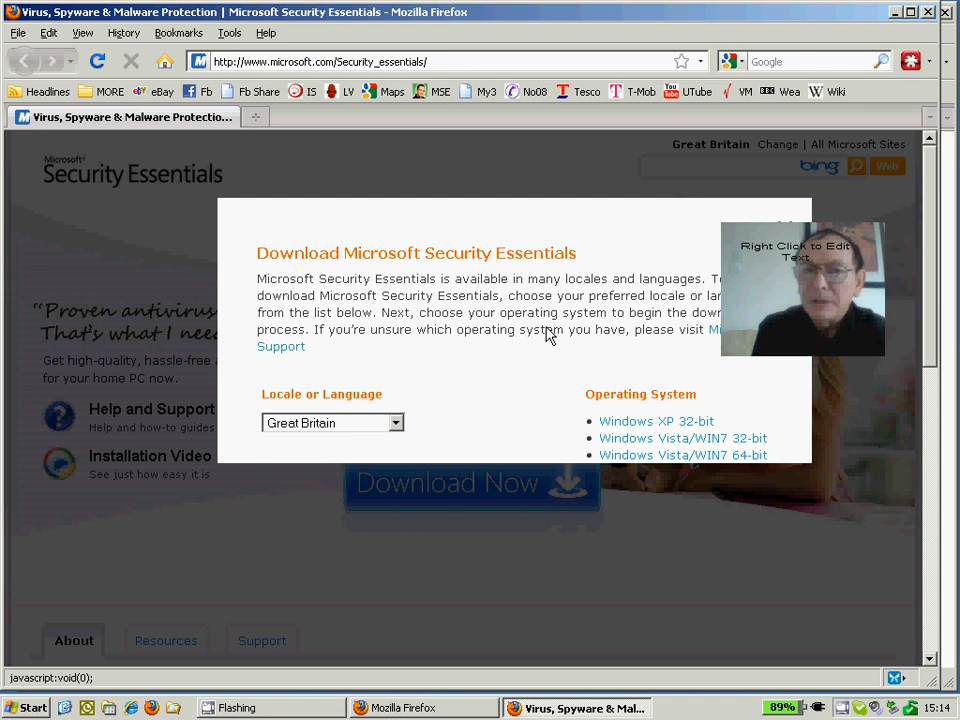 Virus, Spyware & Malware Protection | Microsoft Security Essentials - Mozilla Firefox
File Edit View History Bookmarks Tools Help
http://www.microsoft.com/Security_essentials/
Google
Headlines MORE eBay Fb Fb Share IS LV Maps MSE My3 No08 Tesco T-Mob UTube VM Wea Wiki
Virus, Spyware & Malware Protectio...
Great Britain Change | All Microsoft Sites
Microsoft®
Security Essentials
bing Web
Download Microsoft Security Essentials
Right Click to Edit
Text
Microsoft Security Essentials is available in many locales and languages.
download Microsoft Security Essentials, choose your preferred locale or
from the list below. Next, choose your operating system to begin the
process. If you're unsure which operating system you have, please visit
Support
"Proven antivirus
That's what I
Get high-quality, hassle-free
for your home PC now.
Help and Support
Help and how-to guides
Installation Video
See just how easy it is
Locale or Language
Great Britain
Operating System
Windows XP 32-bit
Windows Vista/WIN7 32-bit
Windows Vista/WIN7 64-bit
Download Now
About Resources Support
javascript:void(0);
Start Flashing Mozilla Firefox Virus, Spyware & Mal... 89% 15:14